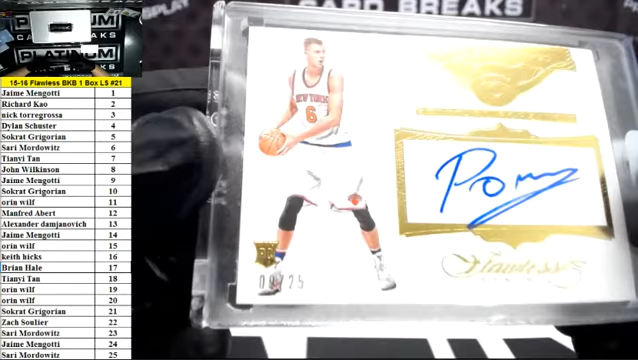 CARD BREAKS
PLATINUM
PLATINUM
15-16 Flawless BKB 1 Box LS #21
Jaime Mengotti 1
Richard Kao 2
nick torregrossa 3
Dylan Schuster 4
Sokrat Grigorian 5
Sari Mordowitz 6
Tianyi Tan 7
John Wilkinson 8
Jaime Mengotti 9
Sokrat Grigorian 10
orin wilf 11
Manfred Abert 12
Alexander damjanovich 13
Jaime Mengotti 14
orin wilf 15
keith hicks 16
Brian Hale 17
Tianyi Tan 18
orin wilf 19
orin wilf 20
Sokrat Grigorian 21
Zach Soulier 22
Sari Mordowitz 23
Jaime Mengotti 24
Sari Mordowitz 25
NEW YORK
6
Flawless